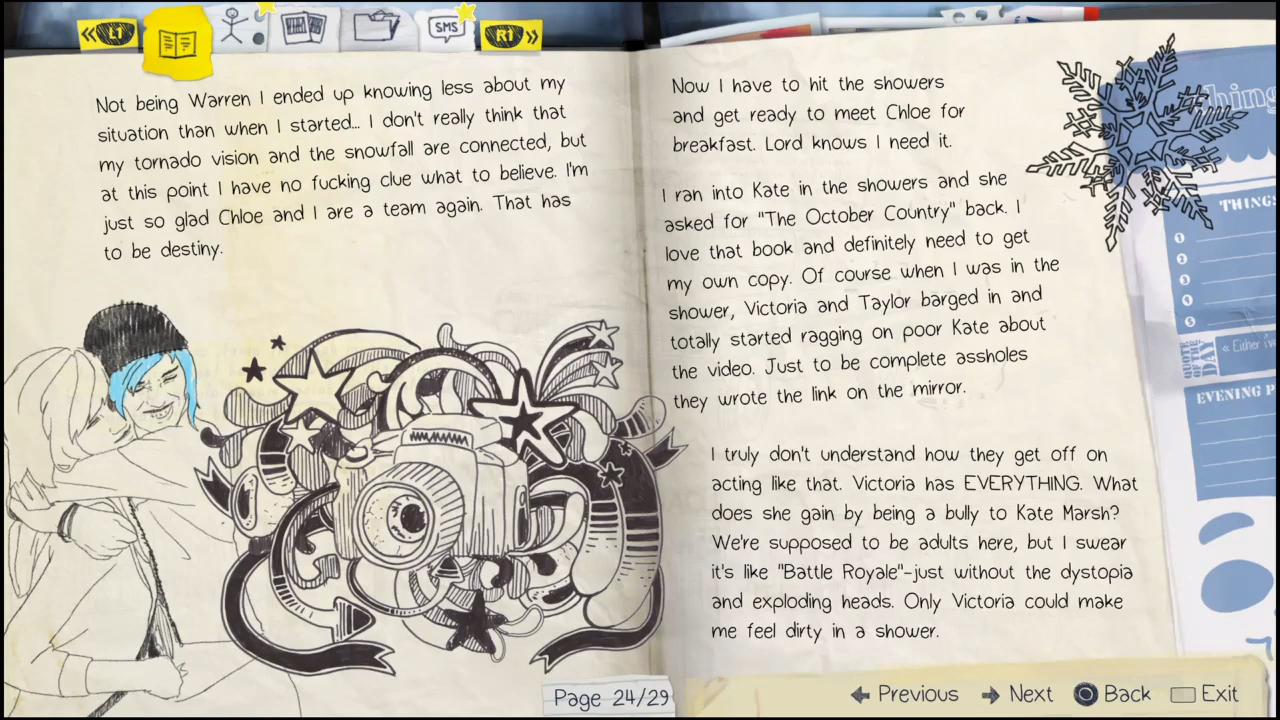 L1
SMS
R1
Not being Warren I ended up knowing less about my
situation than when I started... I don't really think that
my tornado vision and the snowfall are connected, but
at this point I have no fucking clue what to believe. I'm
just so glad Chloe and I are a team again. That has
to be destiny.
Now I have to hit the showers
and get ready to meet Chloe for
breakfast. Lord knows I need it.
I ran into Kate in the showers and she
asked for "The October Country" back. I
love that book and definitely need to get
my own copy. Of course when I was in the
shower, Victoria and Taylor barged in and
totally started ragging on poor Kate about
the video. Just to be complete assholes
they wrote the link on the mirror.
I truly don't understand how they get off on
acting like that. Victoria has EVERYTHING. What
does she gain by being a bully to Kate Marsh?
We're supposed to be adults here, but I swear
it's like "Battle Royale"-just without the dystopia
and exploding heads. Only Victoria could make
me feel dirty in a shower.
THINGS
1
2
3
4
5
QUOTE OF THE DAY
« Either
EVENING P
Page 24/29
Previous
Next
Back
Exit